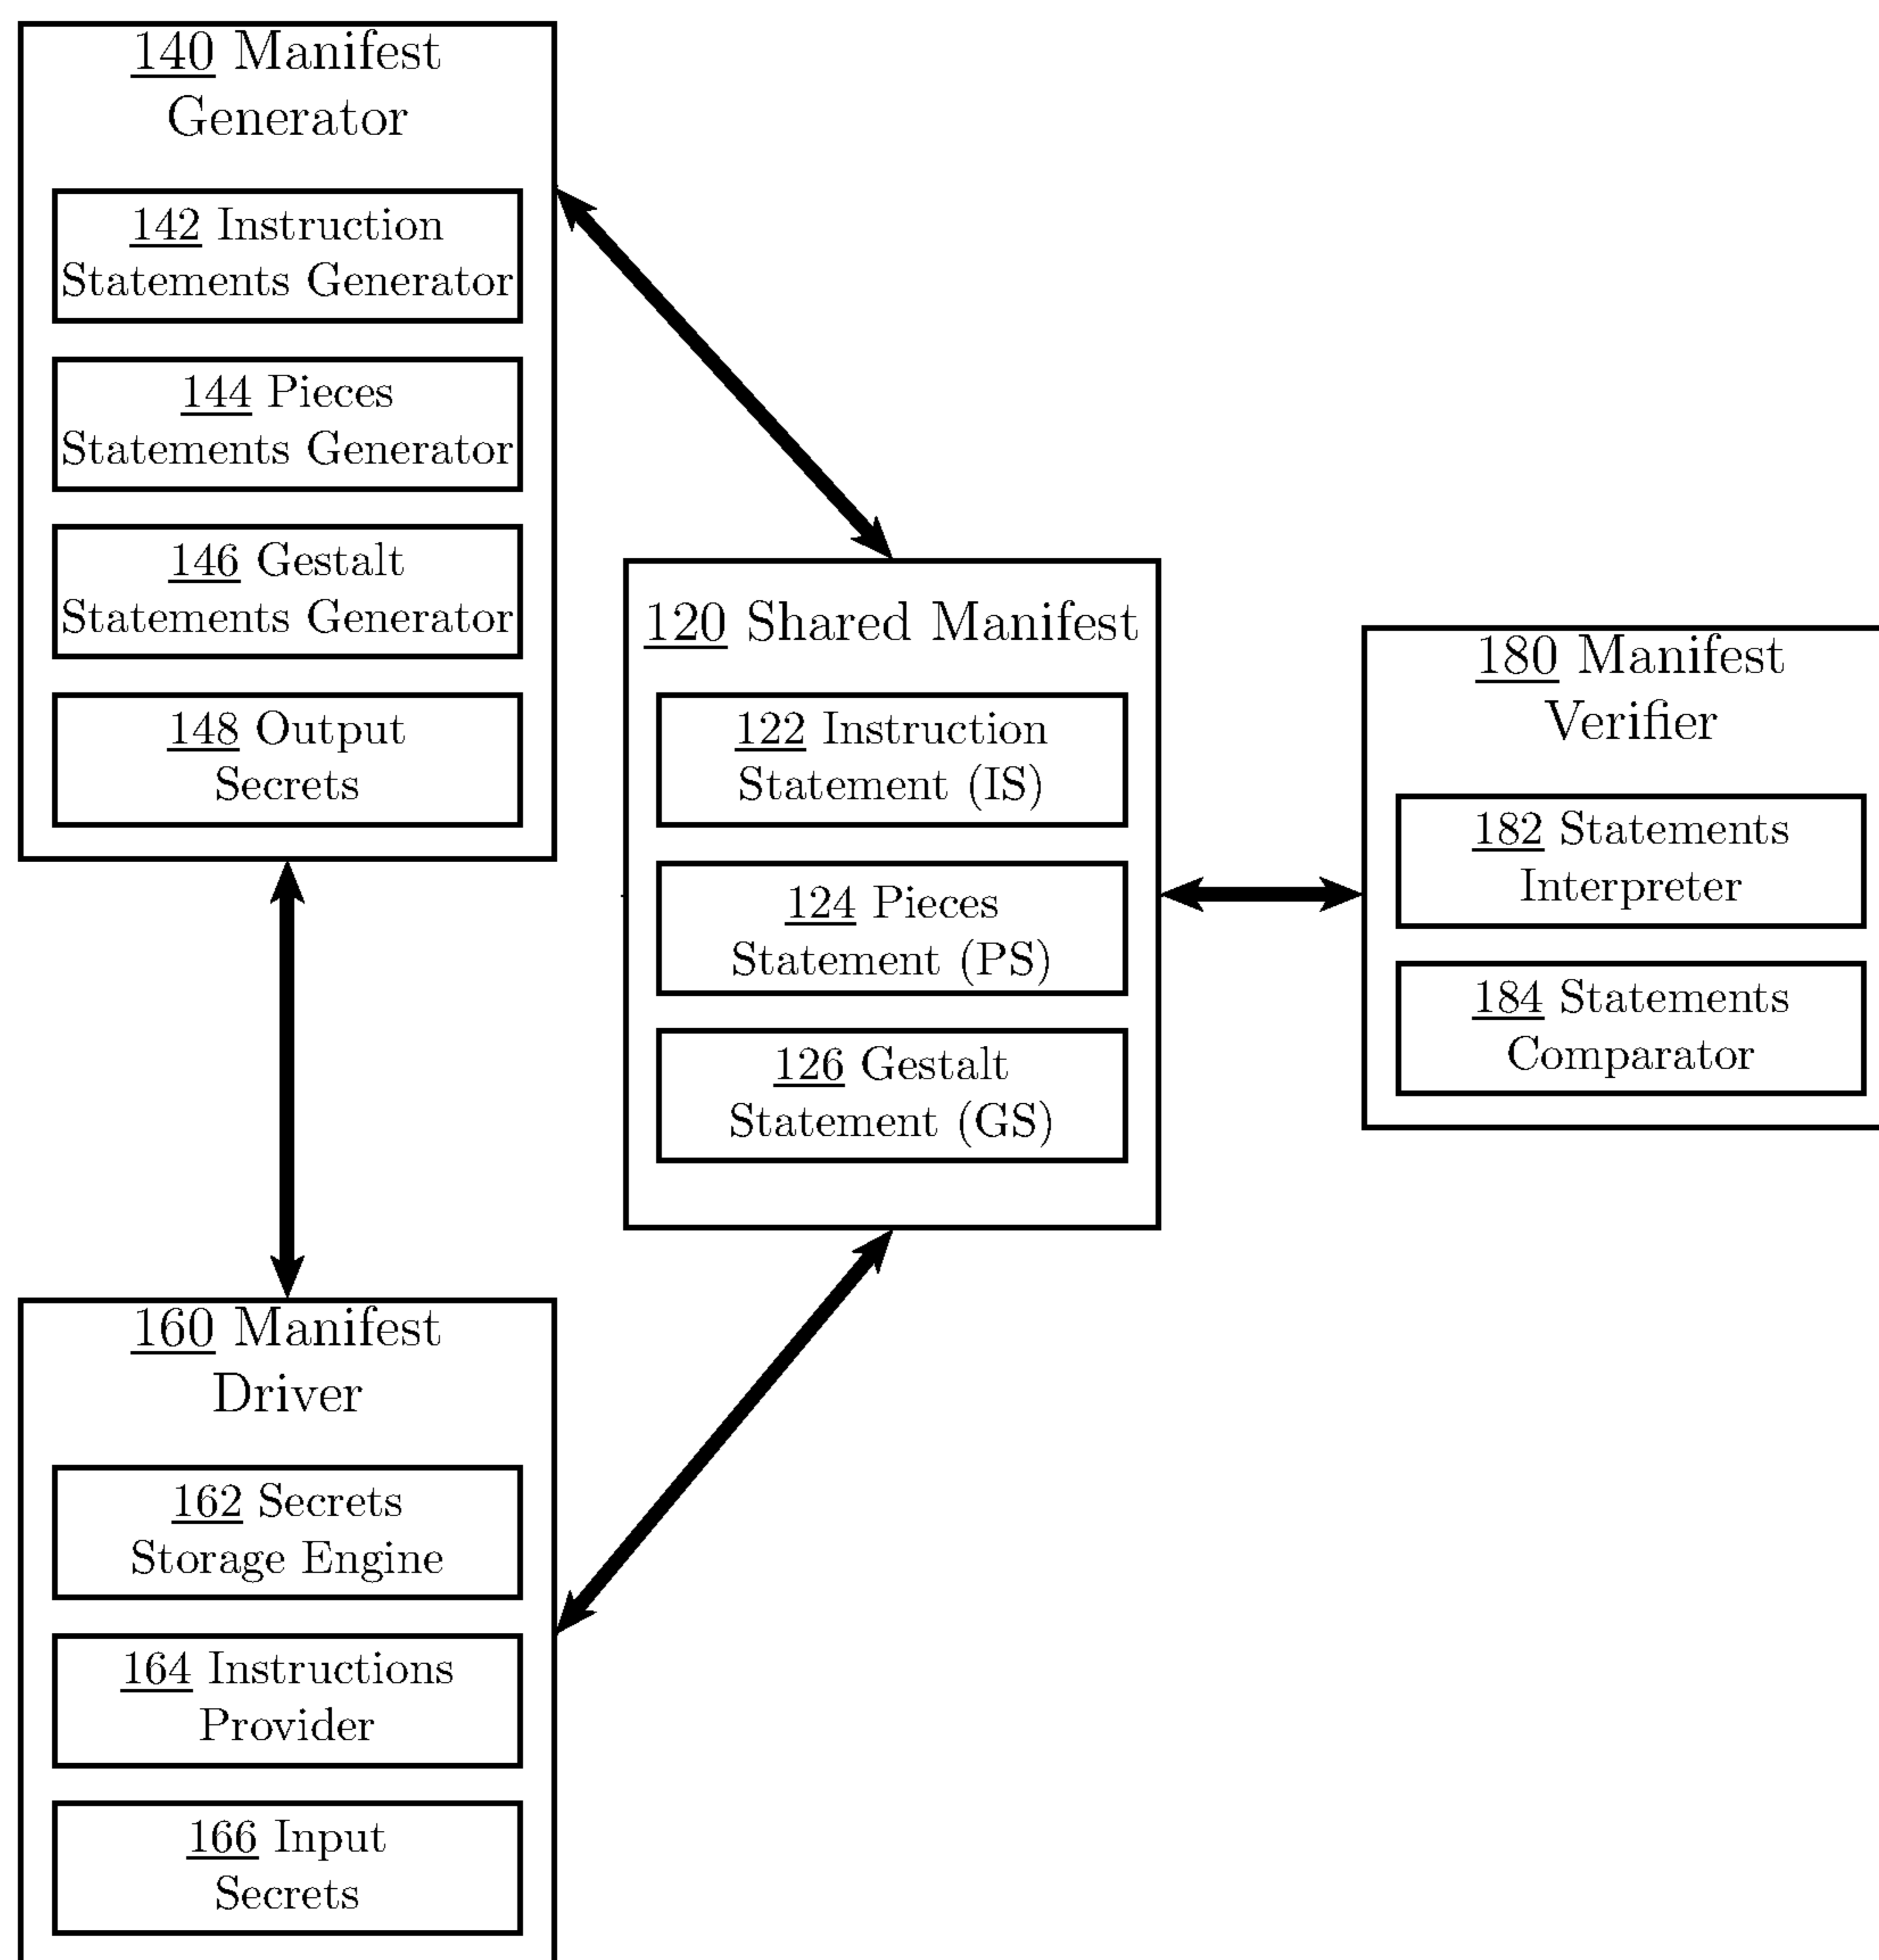 140 Manifest
Generator
142 Instruction
Statements Generator
144 Pieces
Statements Generator
146 Gestalt
Statements Generator
148 Output
Secrets
120 Shared Manifest
122 Instruction
Statement (IS)
124 Pieces
Statement (PS)
126 Gestalt
Statement (GS)
180 Manifest
Verifier
182 Statements
Interpreter
184 Statements
Comparator
160 Manifest
Driver
162 Secrets
Storage Engine
164 Instructions
Provider
166 Input
Secrets